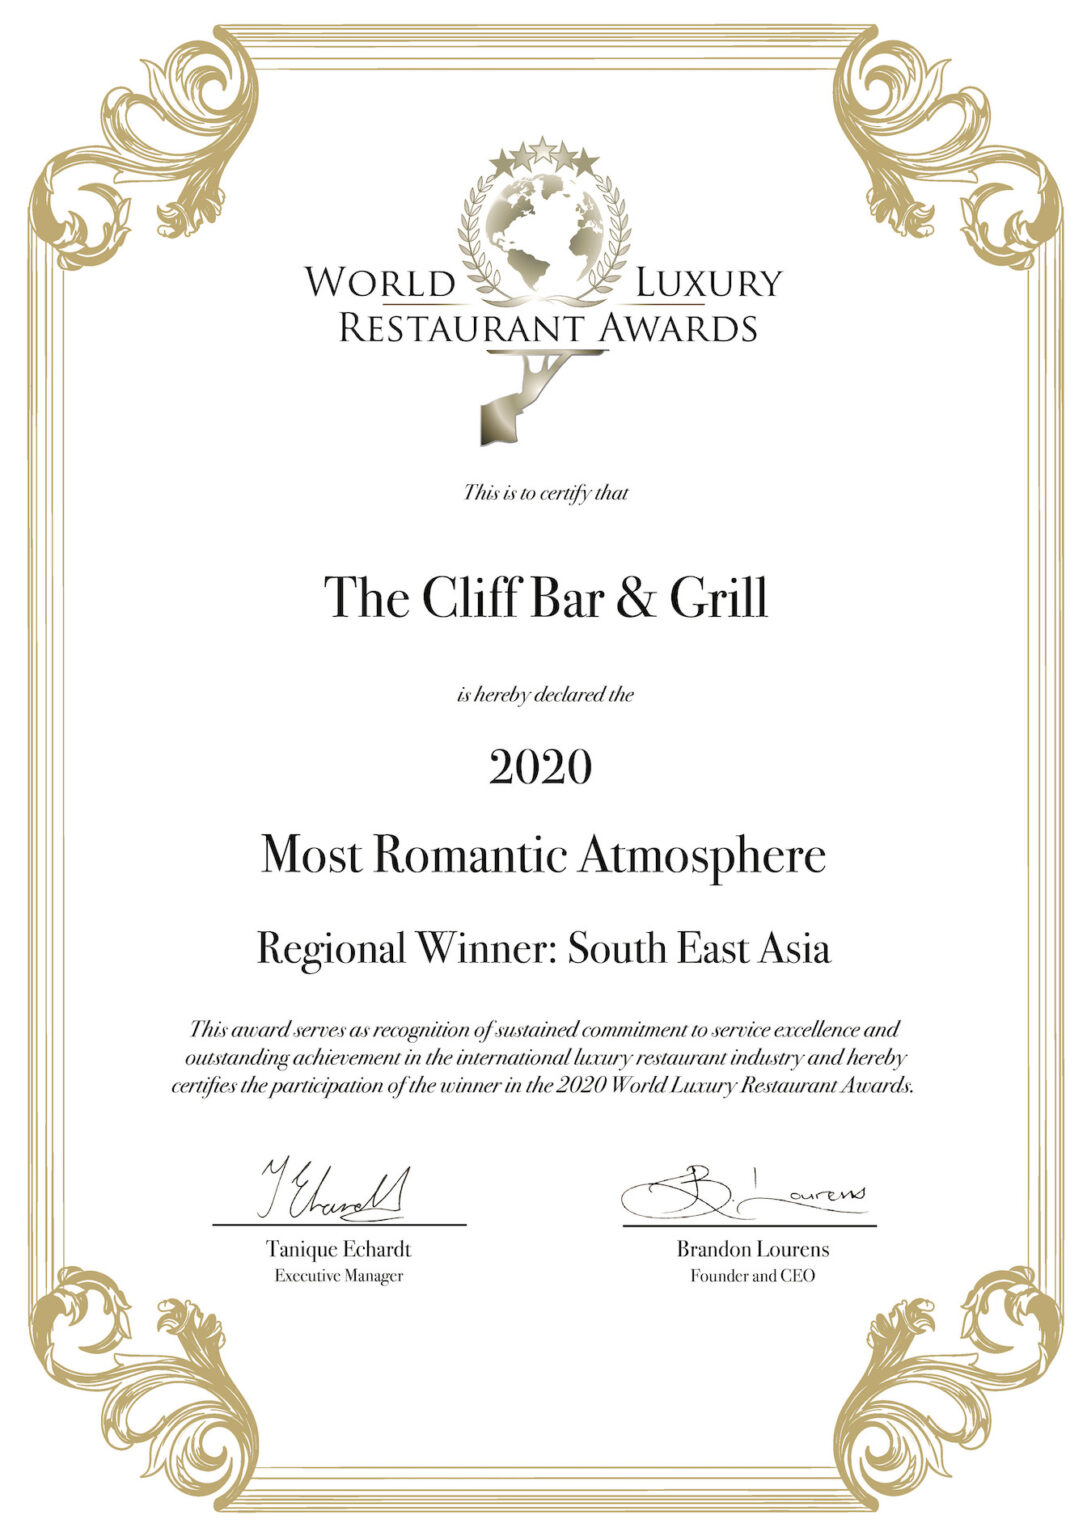 World Luxury
Restaurant Awards
This is to certify that
The Cliff Bar & Grill
is hereby declared the
2020
Most Romantic Atmosphere
Regional Winner: South East Asia
This award serves as recognition of sustained commitment to service excellence and
outstanding achievement in the international luxury restaurant industry and hereby
certifies the participation of the winner in the 2020 World Luxury Restaurant Awards.
T Echardt
B. Lourens
Tanique Echardt
Brandon Lourens
Executive Manager
Founder and CEO